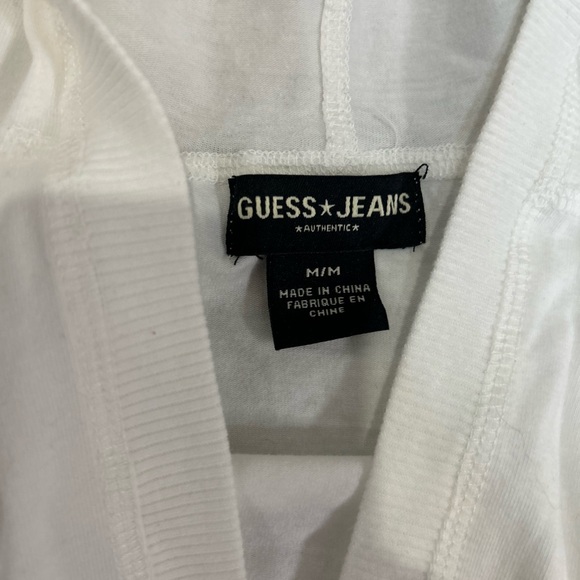 GUESS★JEANS
★AUTHENTIC★
M/M
MADE IN CHINA
FABRIQUE EN
CHINE